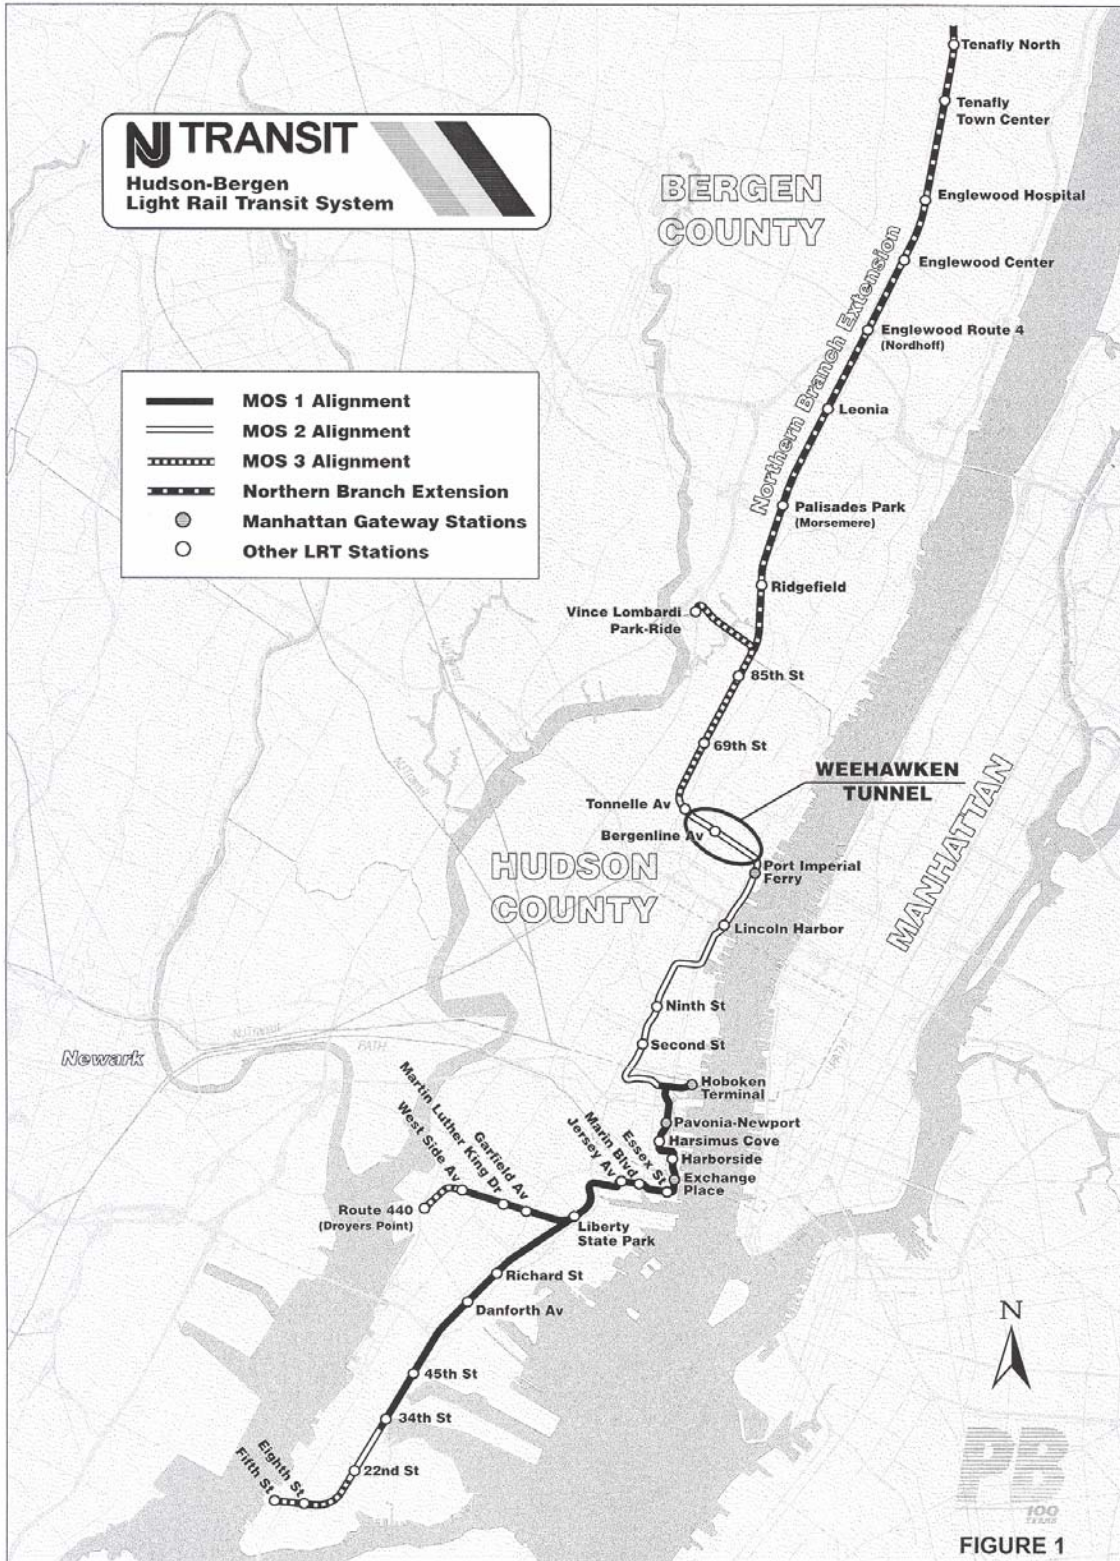 NJ TRANSIT
Hudson-Bergen
Light Rail Transit System
MOS 1 Alignment
MOS 2 Alignment
MOS 3 Alignment
Northern Branch Extension
Manhattan Gateway Stations
Other LRT Stations
BERGEN
COUNTY
Northern Branch Extension
Tenafly North
Tenafly
Town Center
Englewood Hospital
Englewood Center
Englewood Route 4
(Nordhoff)
Leonia
Palisades Park
(Morsemere)
Ridgefield
Vince Lombardi
Park-Ride
85th St
69th St
WEEHAWKEN
TUNNEL
Tonnelle Av
Bergenline Av
Port Imperial
Ferry
HUDSON
COUNTY
MANHATTAN
Lincoln Harbor
Ninth St
Second St
Newark
PATH
PATH
Hoboken
Terminal
Pavonia-Newport
Harsimus Cove
Harborside
Exchange
Place
Essex St
Marin Blvd
Jersey Av
Garfield Av
Martin Luther King Dr
West Side Av
Route 440
(Droyers Point)
Liberty
State Park
Richard St
Danforth Av
45th St
34th St
22nd St
Eighth St
Fifth St
N
PB
100
YEARS
FIGURE 1